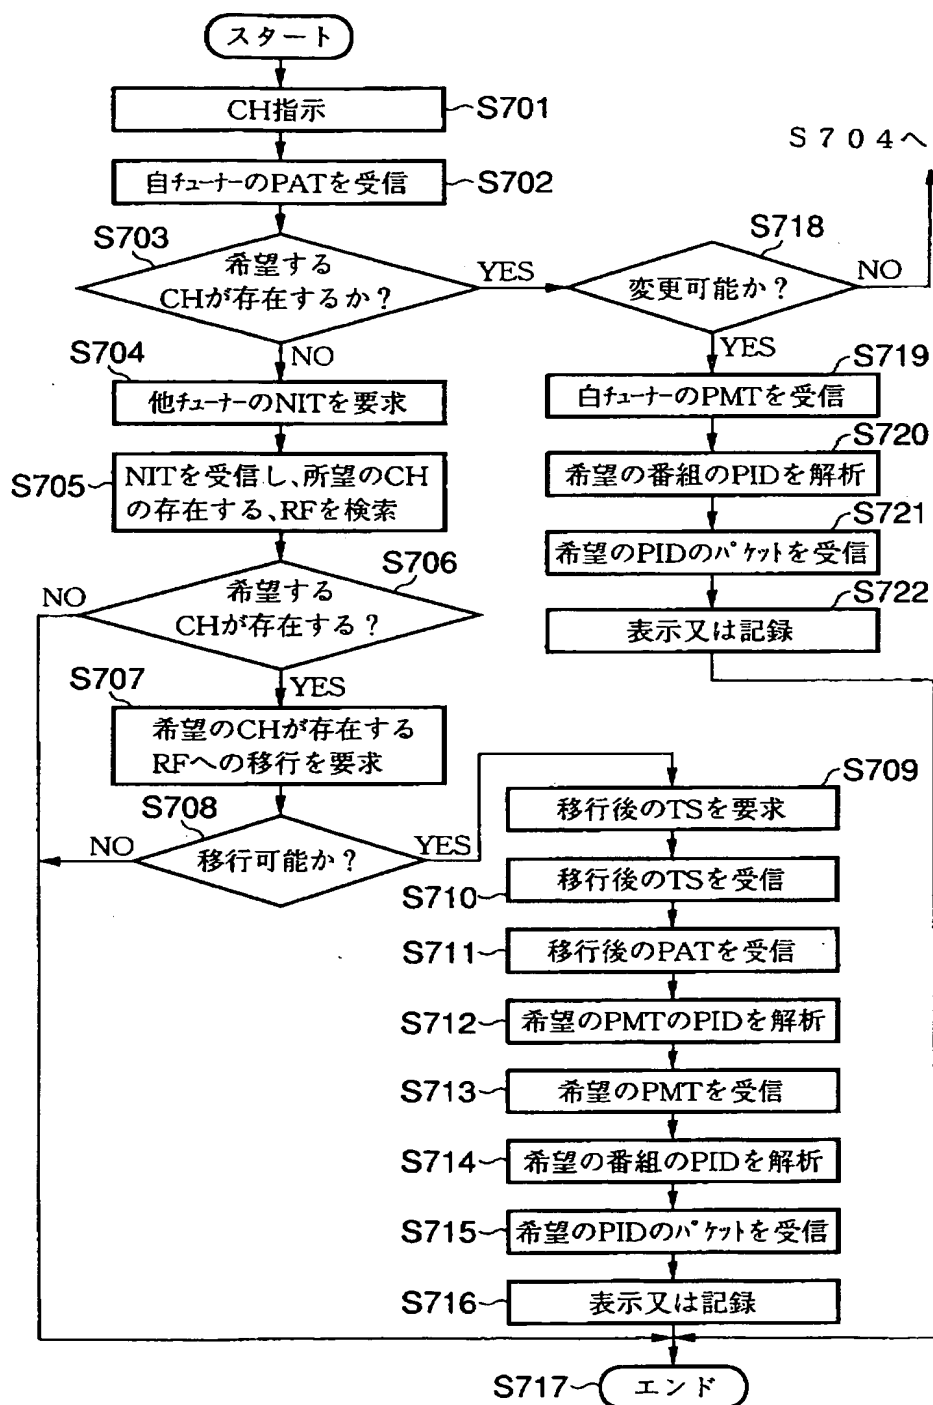 スタート
CH指示
S701
S704へ
自チューナーのPATを受信
S702
S703
希望する
CHが存在するか?
YES
S718
変更可能か?
NO
NO
YES
S704
他チューナーのNITを要求
S719
白チューナーのPMTを受信
S705
NITを受信し、所望のCH
の存在する、RFを検索
S720
希望の番組のPIDを解析
S721
希望のPIDのパケットを受信
S706
希望する
CHが存在する?
NO
YES
S722
表示又は記録
S707
希望のCHが存在する
RFへの移行を要求
S708
移行可能か?
NO
YES
S709
移行後のTSを要求
S710
移行後のTSを受信
S711
移行後のPATを受信
S712
希望のPMTのPIDを解析
S713
希望のPMTを受信
S714
希望の番組のPIDを解析
S715
希望のPIDのパケットを受信
S716
表示又は記録
S717
エンド